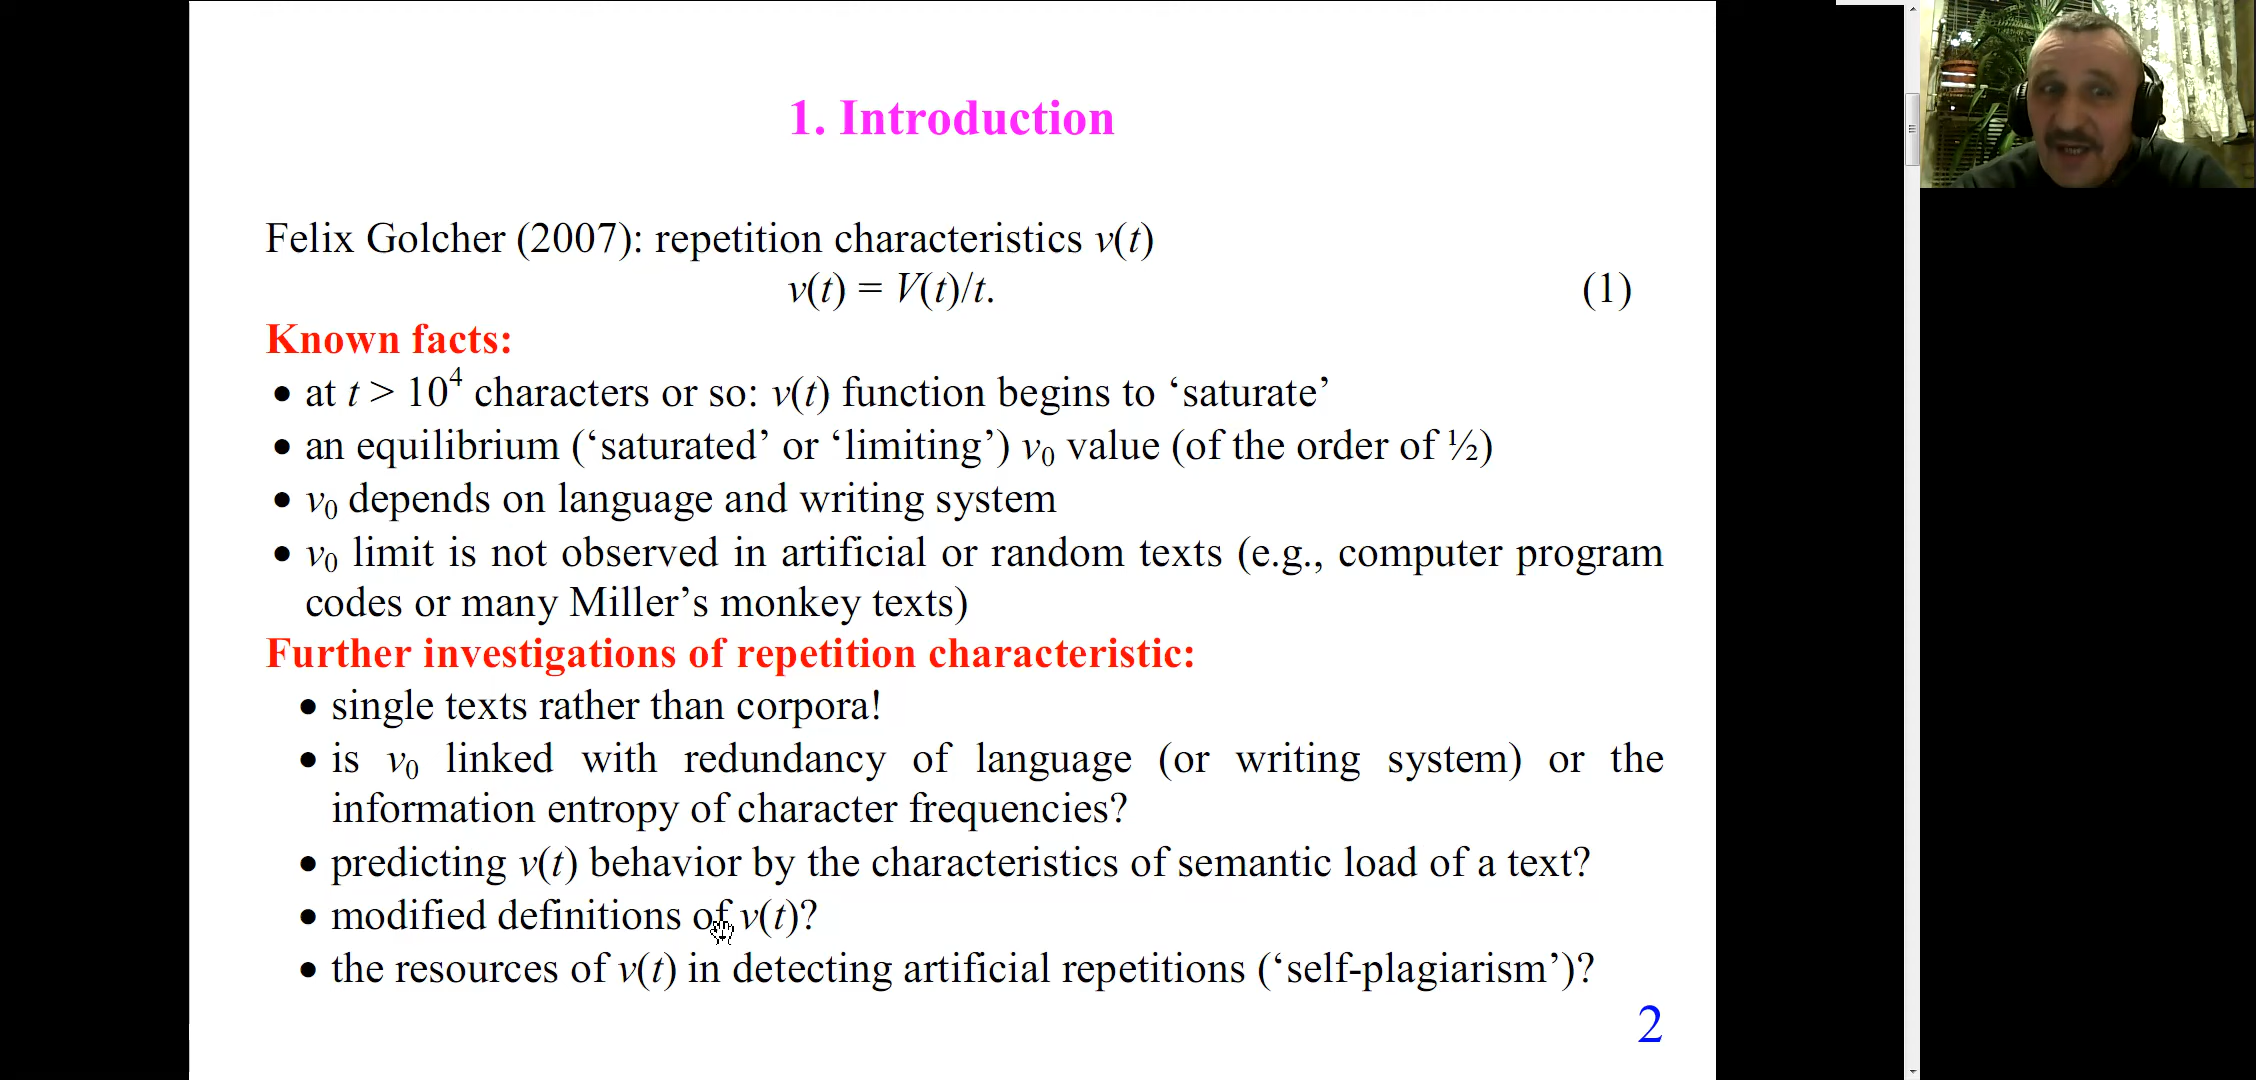 1. Introduction
Felix Golcher (2007): repetition characteristics v(t)
v(t) = V(t)/t. (1)
Known facts:
• at t > 10⁴ characters or so: v(t) function begins to ‘saturate’
• an equilibrium (‘saturated’ or ‘limiting’) v₀ value (of the order of ½)
• v₀ depends on language and writing system
• v₀ limit is not observed in artificial or random texts (e.g., computer program
codes or many Miller’s monkey texts)
Further investigations of repetition characteristic:
• single texts rather than corpora!
• is v₀ linked with redundancy of language (or writing system) or the
information entropy of character frequencies?
• predicting v(t) behavior by the characteristics of semantic load of a text?
• modified definitions of v(t)?
• the resources of v(t) in detecting artificial repetitions (‘self-plagiarism’)?
2